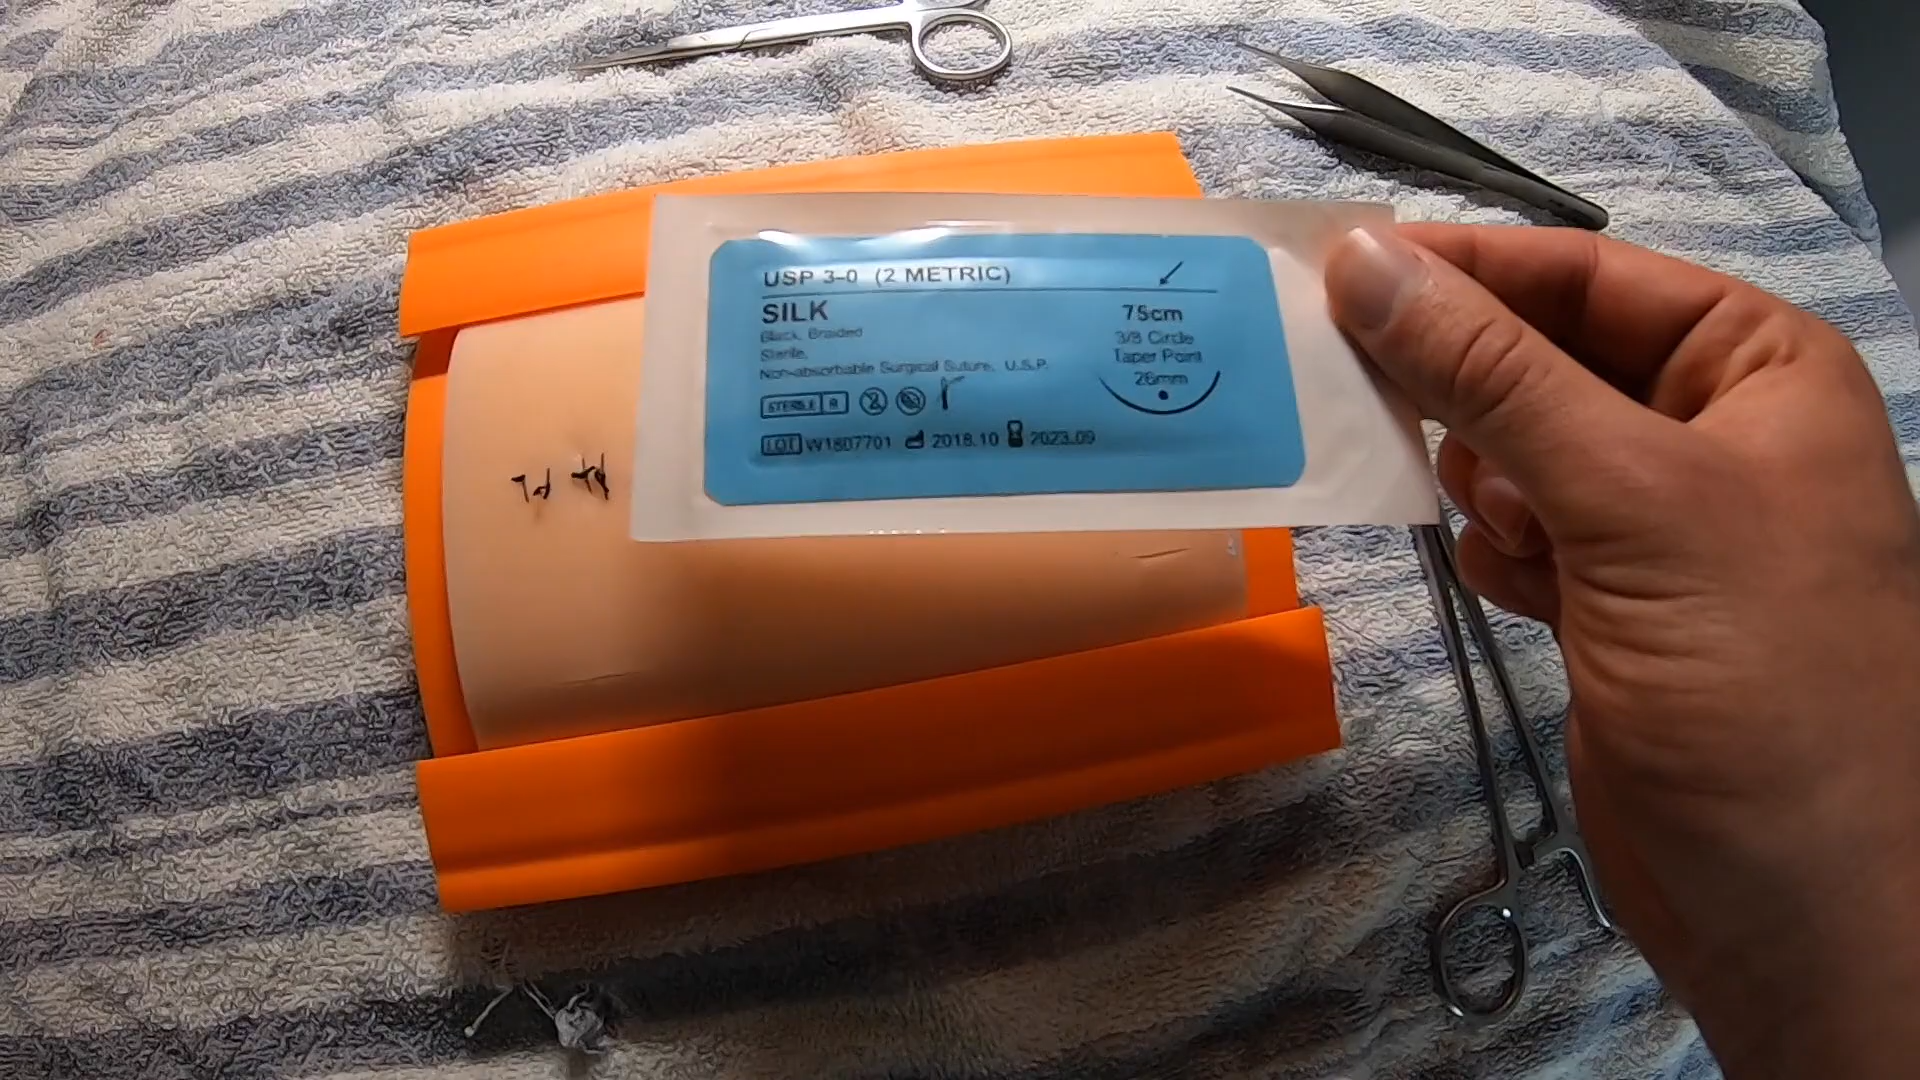 USP 3-0 (2 METRIC)
SILK
Black, Braided
Sterile,
Non-absorbable Surgical Suture, U.S.P.
STERILE R
LOT W1807701 2018.10 2023.09
75cm
3/8 Circle
Taper Point
26mm